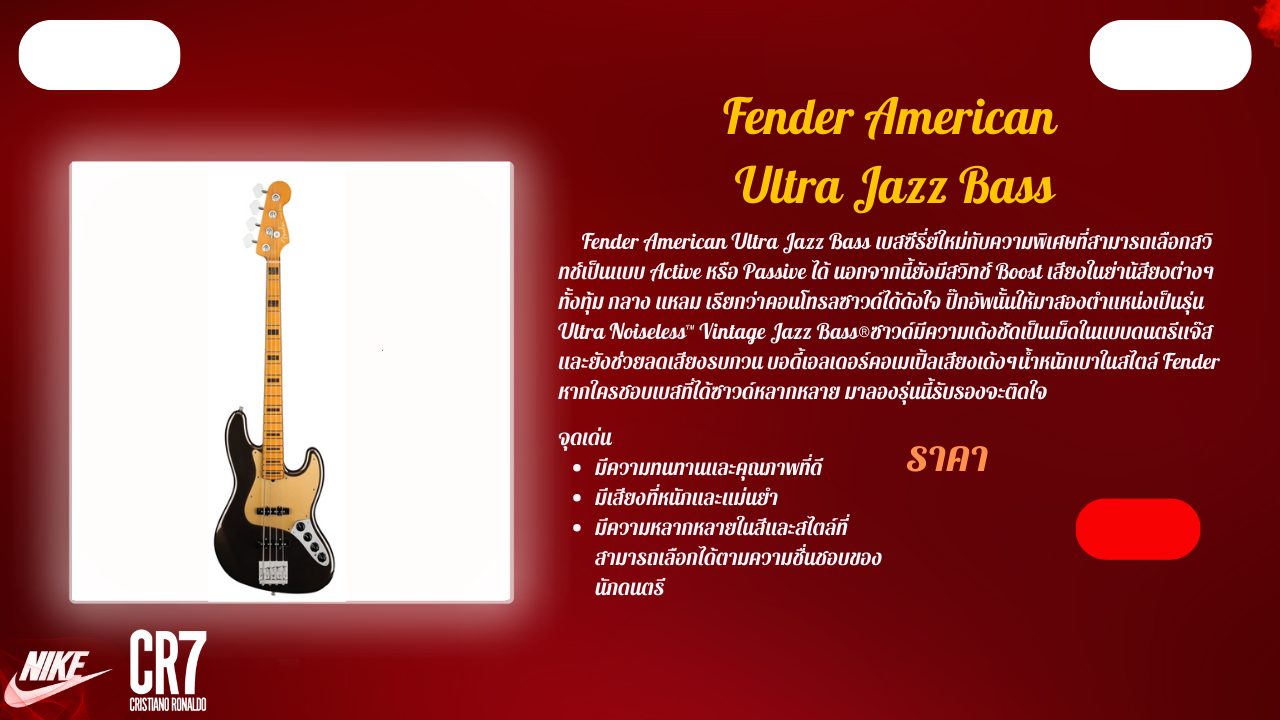 Fender American
Ultra Jazz Bass
Fender American Ultra Jazz Bass เบสซีรี่ย์ใหม่กับความพิเศษที่สามารถเลือกสวิ
ทช์เป็นแบบ Active หรือ Passive ได้ นอกจากนี้ยังมีสวิทช์ Boost เสียงในย่านัสียงต่างๆ
ทั้งทุ้ม กลาง แหลม เรียกว่าคอนโทรลซาวด์ได้ดังใจ ปิ๊กอัพนั้นให้มาสองตำแหน่งเป็นรุ่น
Ultra Noiseless™ Vintage Jazz Bass®ซาวด์มีความเด้งชัดเป็นเม็ดในแบบดนตรีแจ๊ส
และยังช่วยลดเสียงรบกวน บอดี้เอลเดอร์คอเมเปิ้ลเสียงเด้งๆน้ำหนักเบาในสไตล์ Fender
หากใครชอบเบสที่ได้ซาวด์หลากหลาย มาลองรุ่นนี้รับรองจะติดใจ
จุดเด่น
• มีความทนทานและคุณภาพที่ดี
• มีเสียงที่หนักและแม่นยำ
• มีความหลากหลายในสีและสไตล์ที่
สามารถเลือกได้ตามความชื่นชอบของ
นักดนตรี
ราคา
NIKE
CR7
CRISTIANO RONALDO